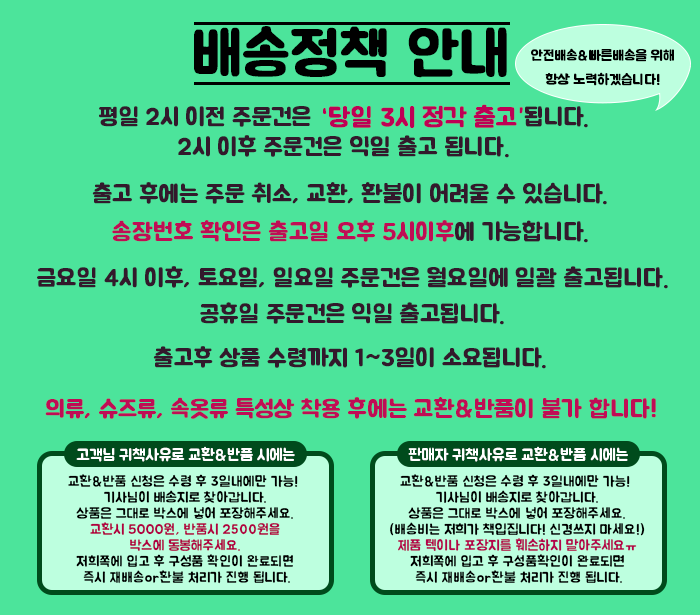 배송정책 안내
안전배송&빠른배송을 위해
항상 노력하겠습니다!
평일 2시 이전 주문건은 '당일 3시 정각 출고'됩니다.
2시 이후 주문건은 익일 출고 됩니다.
출고 후에는 주문 취소, 교환, 환불이 어려울 수 있습니다.
송장번호 확인은 출고일 오후 5시이후에 가능합니다.
금요일 4시 이후, 토요일, 일요일 주문건은 월요일에 일괄 출고됩니다.
공휴일 주문건은 익일 출고됩니다.
출고후 상품 수령까지 1~3일이 소요됩니다.
의류, 슈즈류, 속옷류 특성상 착용 후에는 교환&반품이 불가 합니다!
고객님 귀책사유로 교환&반품 시에는
교환&반품 신청은 수령 후 3일내에만 가능!
기사님이 배송지로 찾아갑니다.
상품은 그대로 박스에 넣어 포장해주세요.
교환시 5000원, 반품시 2500원을
박스에 동봉해주세요.
저희쪽에 입고 후 구성품 확인이 완료되면
즉시 재배송or환불 처리가 진행 됩니다.
판매자 귀책사유로 교환&반품 시에는
교환&반품 신청은 수령 후 3일내에만 가능!
기사님이 배송지로 찾아갑니다.
상품은 그대로 박스에 넣어 포장해주세요.
(배송비는 저희가 책입집니다! 신경쓰지 마세요!)
제품 텍이나 포장지를 훼손하지 말아주세요ㅠ
저희쪽에 입고 후 구성품확인이 완료되면
즉시 재배송or환불 처리가 진행 됩니다.